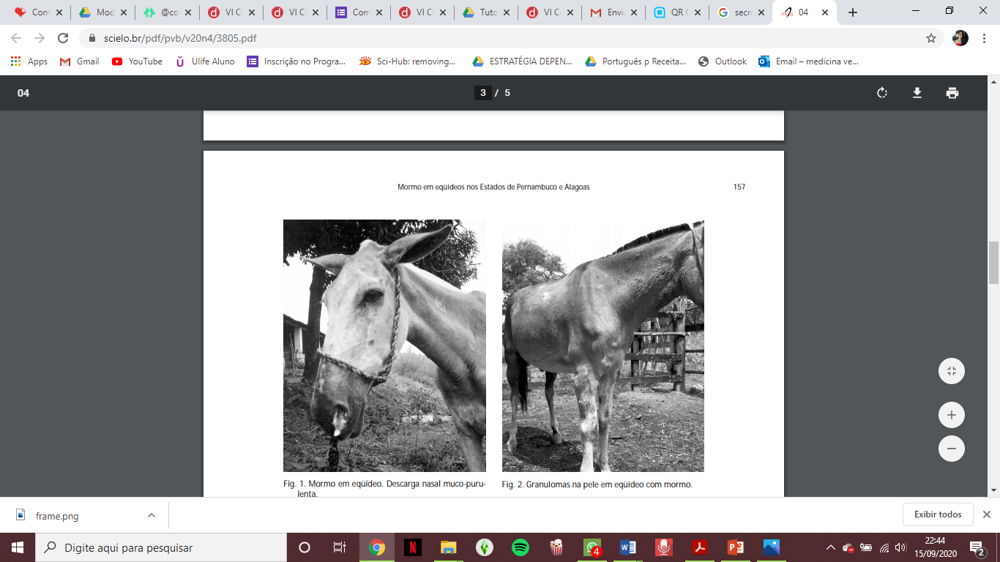 Con
Mod
@co
VI C
VI C
Com
VI C
Tuto
VI C
Envi
QR
secr
04
scielo.br/pdf/pvb/v20n4/3805.pdf
Apps
Gmail
YouTube
Ulife Aluno
Inscrição no Progra...
Sci-Hub: removing...
ESTRATÉGIA DEPEN...
Português p Receita...
Outlook
Email – medicina ve...
04
3 / 5
Mormo em eqüídeos nos Estados de Pernambuco e Alagoas 157
Fig. 1. Mormo em eqüídeo. Descarga nasal muco-puru-
lenta.
Fig. 2. Granulomas na pele em eqüídeo com mormo.
frame.png
Exibir todos
Digite aqui para pesquisar
4
22:44
15/09/2020
2